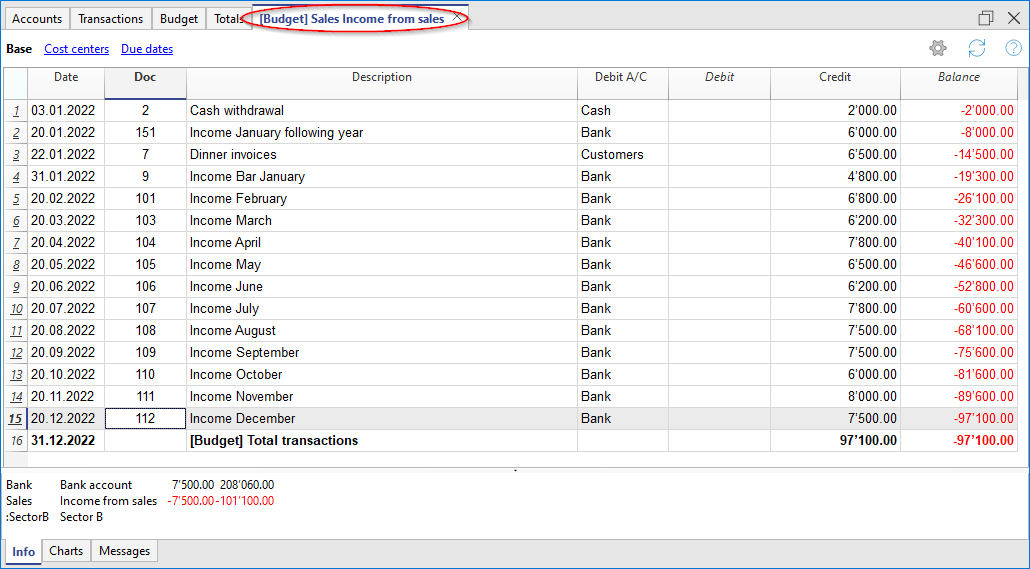 Accounts Transactions Budget Totals [Budget] Sales Income from sales
Base Cost centers Due dates
Date Doc Description Debit A/C Debit Credit Balance
1 03.01.2022 2 Cash withdrawal Cash 2’000.00 -2’000.00
2 20.01.2022 151 Income January following year Bank 6’000.00 -8’000.00
3 22.01.2022 7 Dinner invoices Customers 6’500.00 -14’500.00
4 31.01.2022 9 Income Bar January Bank 4’800.00 -19’300.00
5 20.02.2022 101 Income February Bank 6’800.00 -26’100.00
6 20.03.2022 103 Income March Bank 6’200.00 -32’300.00
7 20.04.2022 104 Income April Bank 7’800.00 -40’100.00
8 20.05.2022 105 Income May Bank 6’500.00 -46’600.00
9 20.06.2022 106 Income June Bank 6’200.00 -52’800.00
10 20.07.2022 107 Income July Bank 7’800.00 -60’600.00
11 20.08.2022 108 Income August Bank 7’500.00 -68’100.00
12 20.09.2022 109 Income September Bank 7’500.00 -75’600.00
13 20.10.2022 110 Income October Bank 6’000.00 -81’600.00
14 20.11.2022 111 Income November Bank 8’000.00 -89’600.00
15 20.12.2022 112 Income December Bank 7’500.00 -97’100.00
16 31.12.2022 [Budget] Total transactions 97’100.00 -97’100.00
Bank Bank account 7’500.00 208’060.00
Sales Income from sales -7’500.00 -101’100.00
:SectorB Sector B
Info Charts Messages